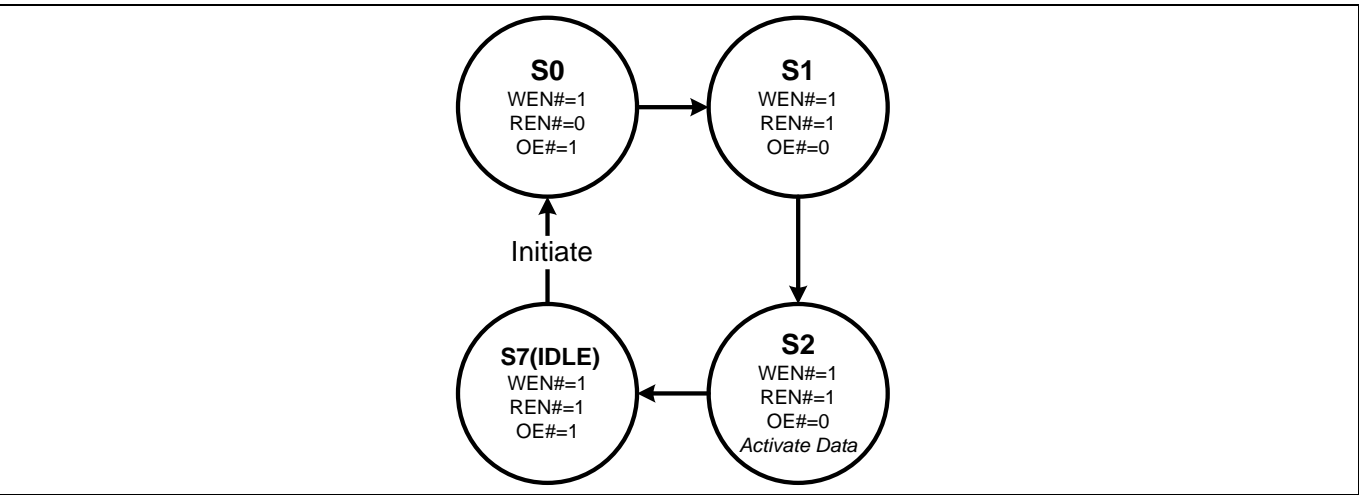 S0
WEN#=1
REN#=0
OE#=1
S1
WEN#=1
REN#=1
OE#=0
Initiate
S7(IDLE)
WEN#=1
REN#=1
OE#=1
S2
WEN#=1
REN#=1
OE#=0
Activate Data